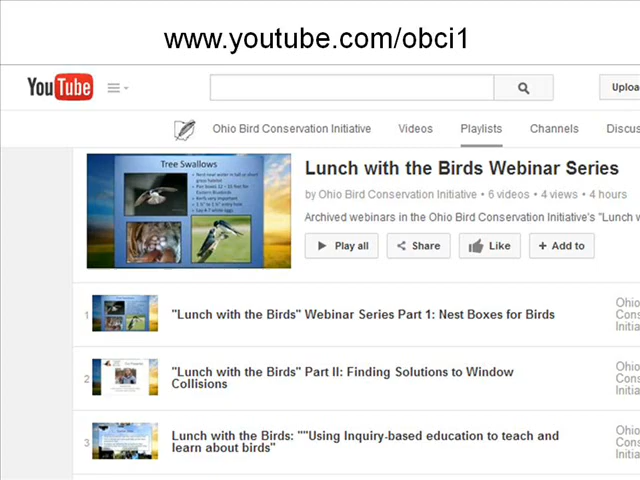 www.youtube.com/obci1
YouTube
Uploa
Ohio Bird Conservation Initiative Videos Playlists Channels Discus
Tree Swallows
Lunch with the Birds Webinar Series
by Ohio Bird Conservation Initiative • 6 videos • 4 views • 4 hours
Archived webinars in the Ohio Bird Conservation Initiative's "Lunch w
Play all Share Like + Add to
1 "Lunch with the Birds" Webinar Series Part 1: Nest Boxes for Birds
Ohio
Cons
Initia
2 "Lunch with the Birds" Part II: Finding Solutions to Window
Collisions
Ohio
Cons
Initia
3 Lunch with the Birds: ""Using Inquiry-based education to teach and
learn about birds"
Ohio
Cons
Initia